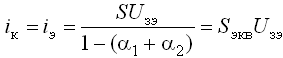 iк = iэ = SUзэ / (1 − (α₁ + α₂)) = SэквUзэ